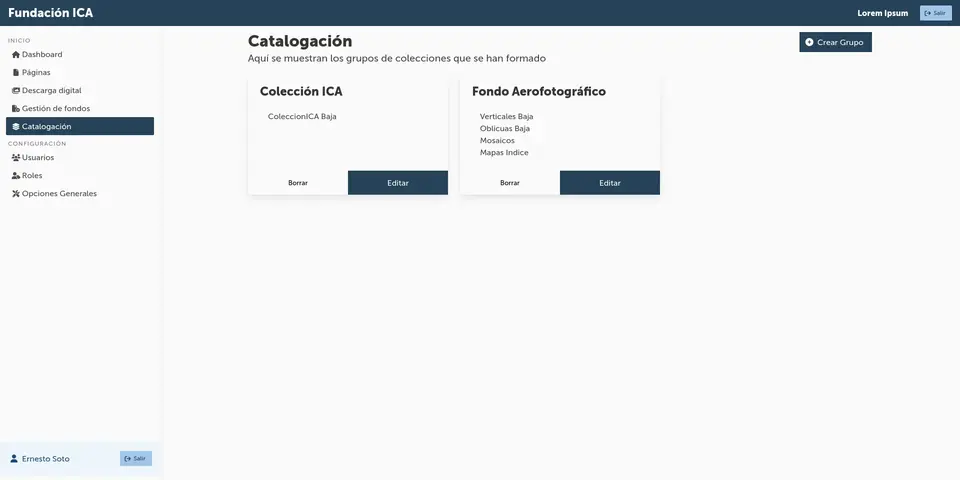 Fundación ICA
Lorem Ipsum
Salir
INICIO
Dashboard
Páginas
Descarga digital
Gestión de fondos
Catalogación
CONFIGURACIÓN
Usuarios
Roles
Opciones Generales
Ernesto Soto
Salir
Catalogación
Aquí se muestran los grupos de colecciones que se han formado
Crear Grupo
Colección ICA
ColeccionICA Baja
Borrar
Editar
Fondo Aerofotográfico
Verticales Baja
Oblicuas Baja
Mosaicos
Mapas Indice
Borrar
Editar